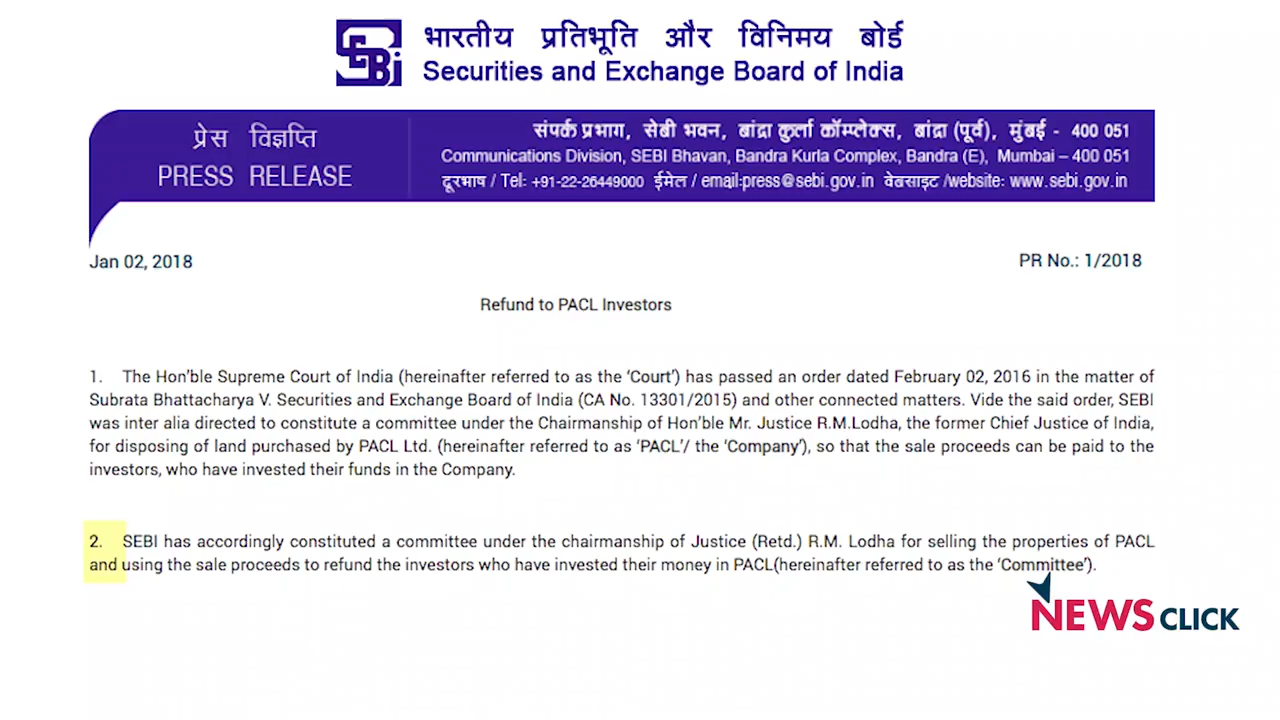 SEBI
भारतीय प्रतिभूति और विनिमय बोर्ड
Securities and Exchange Board of India
प्रेस विज्ञप्ति
PRESS RELEASE
संपर्क प्रभाग, सेबी भवन, बांद्रा कुर्ला कॉम्प्लेक्स, बांद्रा (पूर्व), मुंबई - 400 051
Communications Division, SEBI Bhavan, Bandra Kurla Complex, Bandra (E), Mumbai – 400 051
दूरभाष / Tel: +91-22-26449000 ईमेल / email:press@sebi.gov.in वेबसाइट /website: www.sebi.gov.in
Jan 02, 2018
PR No.: 1/2018
Refund to PACL Investors
1. The Hon’ble Supreme Court of India (hereinafter referred to as the ‘Court’) has passed an order dated February 02, 2016 in the matter of
Subrata Bhattacharya V. Securities and Exchange Board of India (CA No. 13301/2015) and other connected matters. Vide the said order, SEBI
was inter alia directed to constitute a committee under the Chairmanship of Hon’ble Mr. Justice R.M.Lodha, the former Chief Justice of India,
for disposing of land purchased by PACL Ltd. (hereinafter referred to as ‘PACL’/ the ‘Company’), so that the sale proceeds can be paid to the
investors, who have invested their funds in the Company.
2. SEBI has accordingly constituted a committee under the chairmanship of Justice (Retd.) R.M. Lodha for selling the properties of PACL
and using the sale proceeds to refund the investors who have invested their money in PACL(hereinafter referred to as the ‘Committee’).
NEWSCLICK